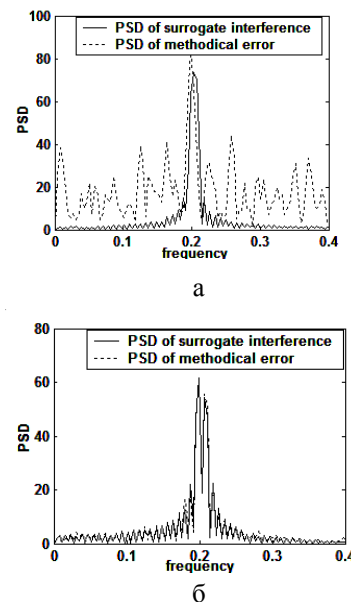 100
80
60
40
20
0
PSD
PSD of surrogate interference
PSD of methodical error
0 0.1 0.2 0.3 0.4
frequency
а
80
60
40
20
0
PSD
PSD of surrogate interference
PSD of methodical error
0 0.1 0.2 0.3 0.4
frequency
б